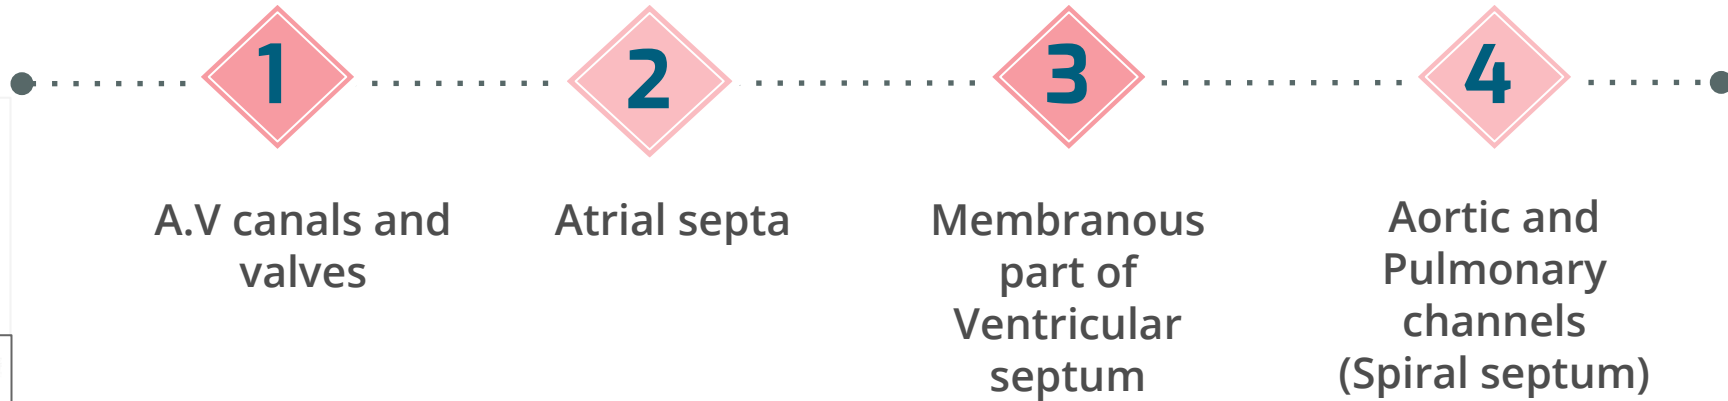 1
A.V canals and
valves
2
Atrial septa
3
Membranous
part of
Ventricular
septum
4
Aortic and
Pulmonary
channels
(Spiral septum)